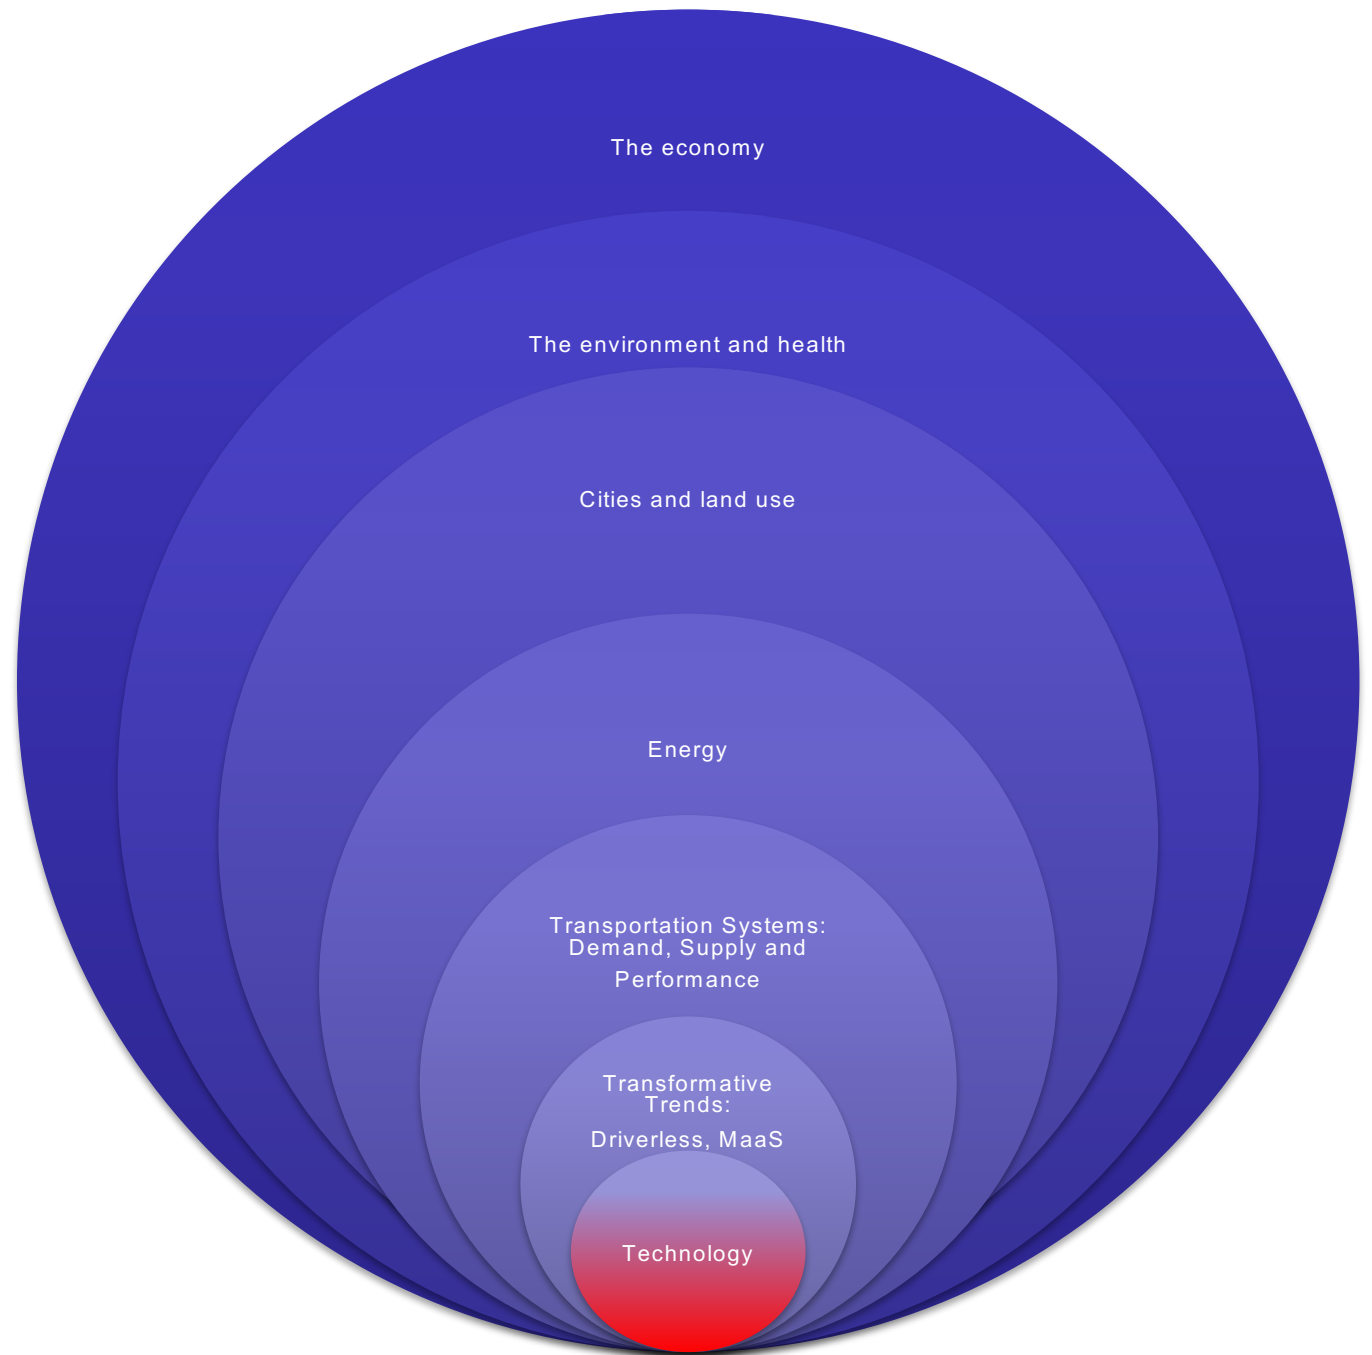 The economy
The environment and health
Cities and land use
Energy
Transportation Systems:
Demand, Supply and
Performance
Transformative
Trends:
Driverless, MaaS
Technology